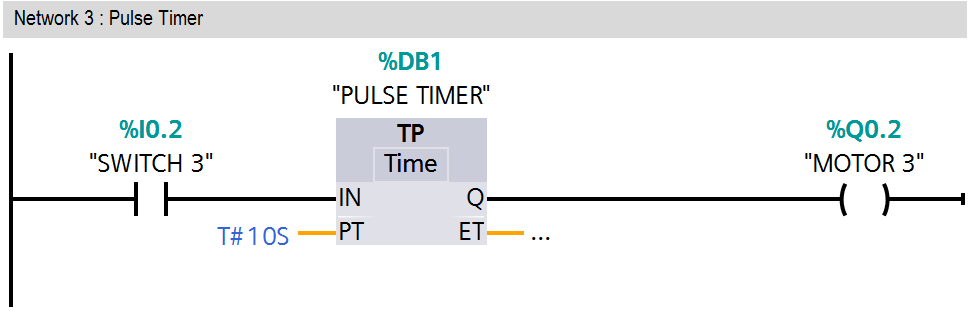 Network 3 : Pulse Timer
%DB1
"PULSE TIMER"
%I0.2
"SWITCH 3"
TP
Time
%Q0.2
"MOTOR 3"
IN
Q
T#10S
PT
ET
...